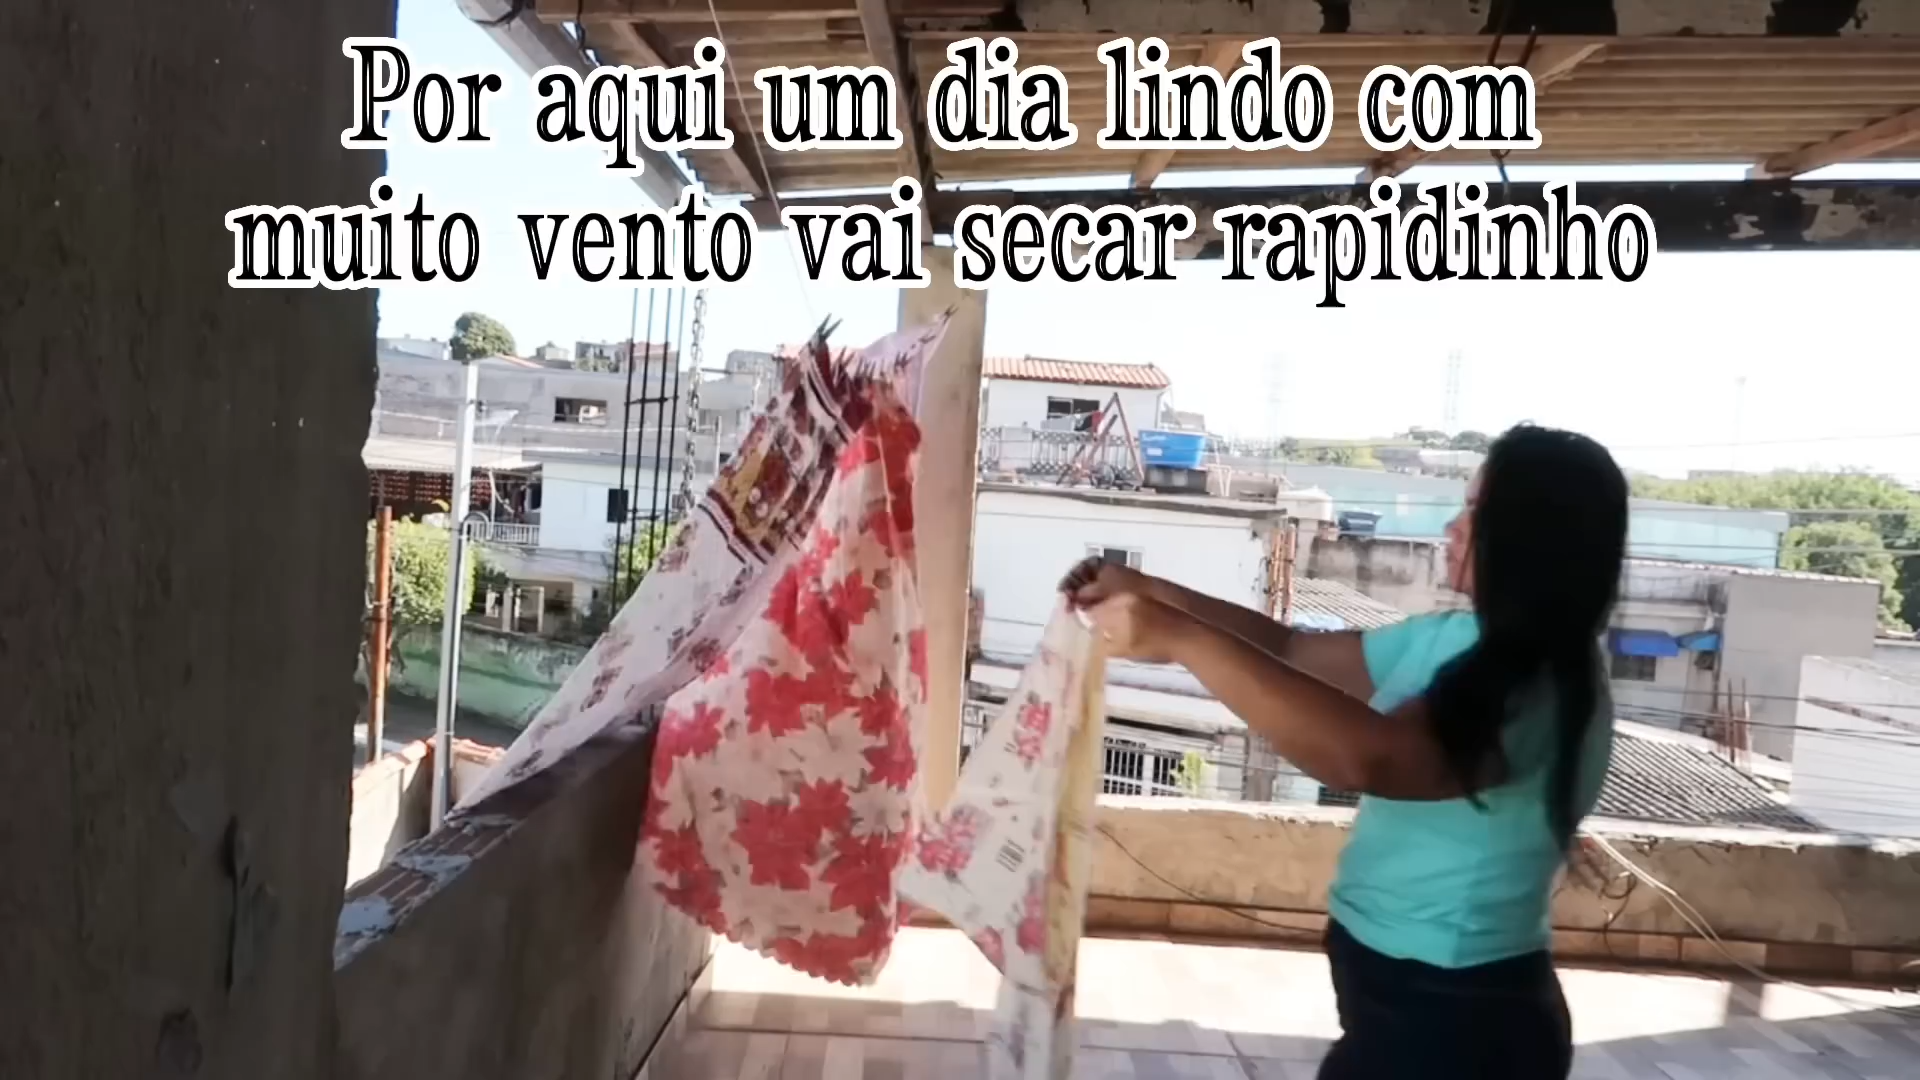 Por aqui um dia lindo com
muito vento vai secar rapidinho